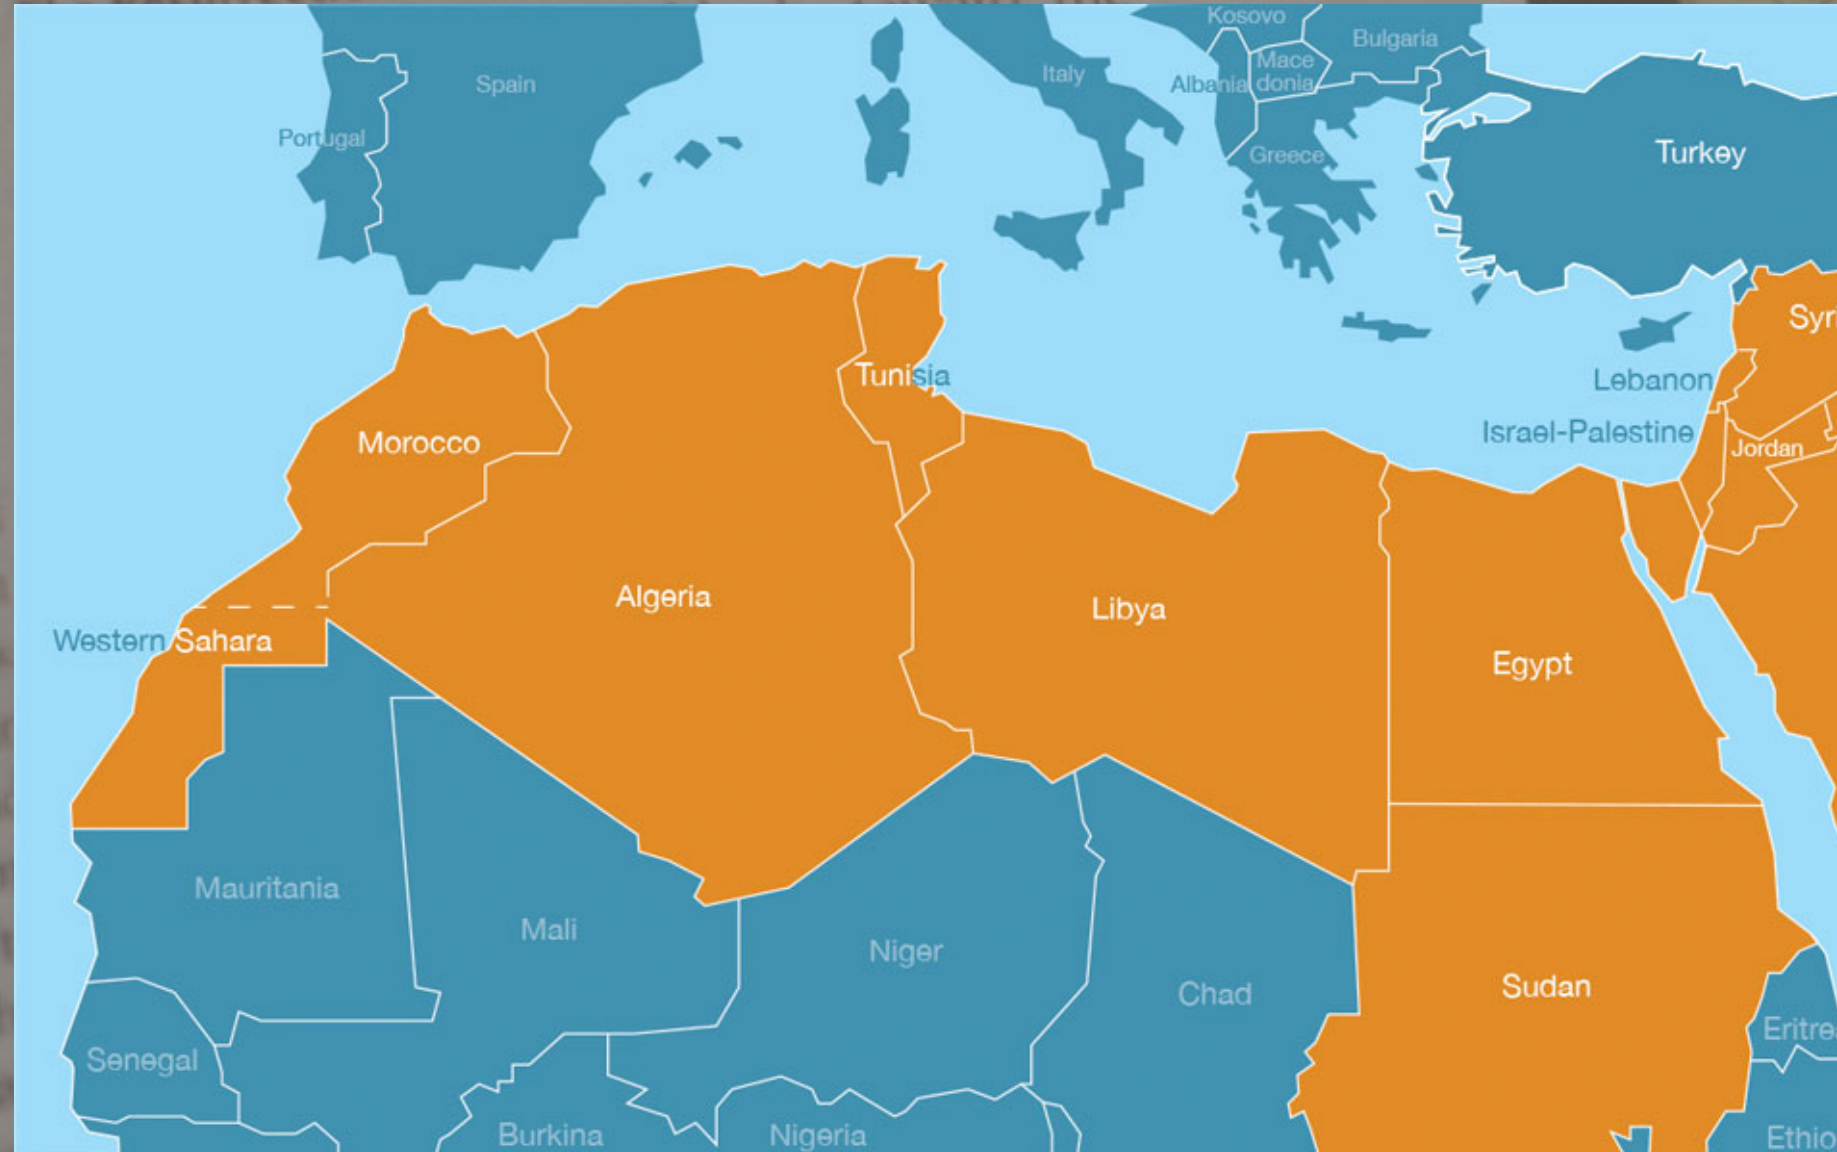 Kosovo
Bulgaria
Mace
donia
Italy
Albania
Spain
Portugal
Greece
Turkey
Syr
Tunisia
Lebanon
Israel-Palestine
Morocco
Jordan
Algeria
Libya
Western Sahara
Egypt
Mauritania
Mali
Niger
Sudan
Chad
Eritre
Senegal
Burkina
Nigeria
Ethio